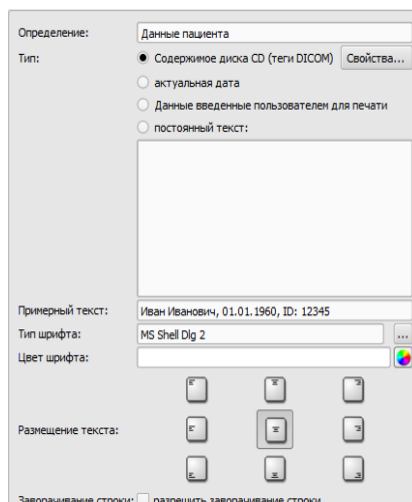 Определение: Данные пациента
Тип: Содержимое диска CD (теги DICOM) Свойства...
актуальная дата
Данные введенные пользователем для печати
постоянный текст:
Примерный текст: Иван Иванович, 01.01.1960, ID: 12345
Тип шрифта: MS Shell Dlg 2 ...
Цвет шрифта:
Размещение текста:
Заворачивание строки: разрешить заворачивание строки